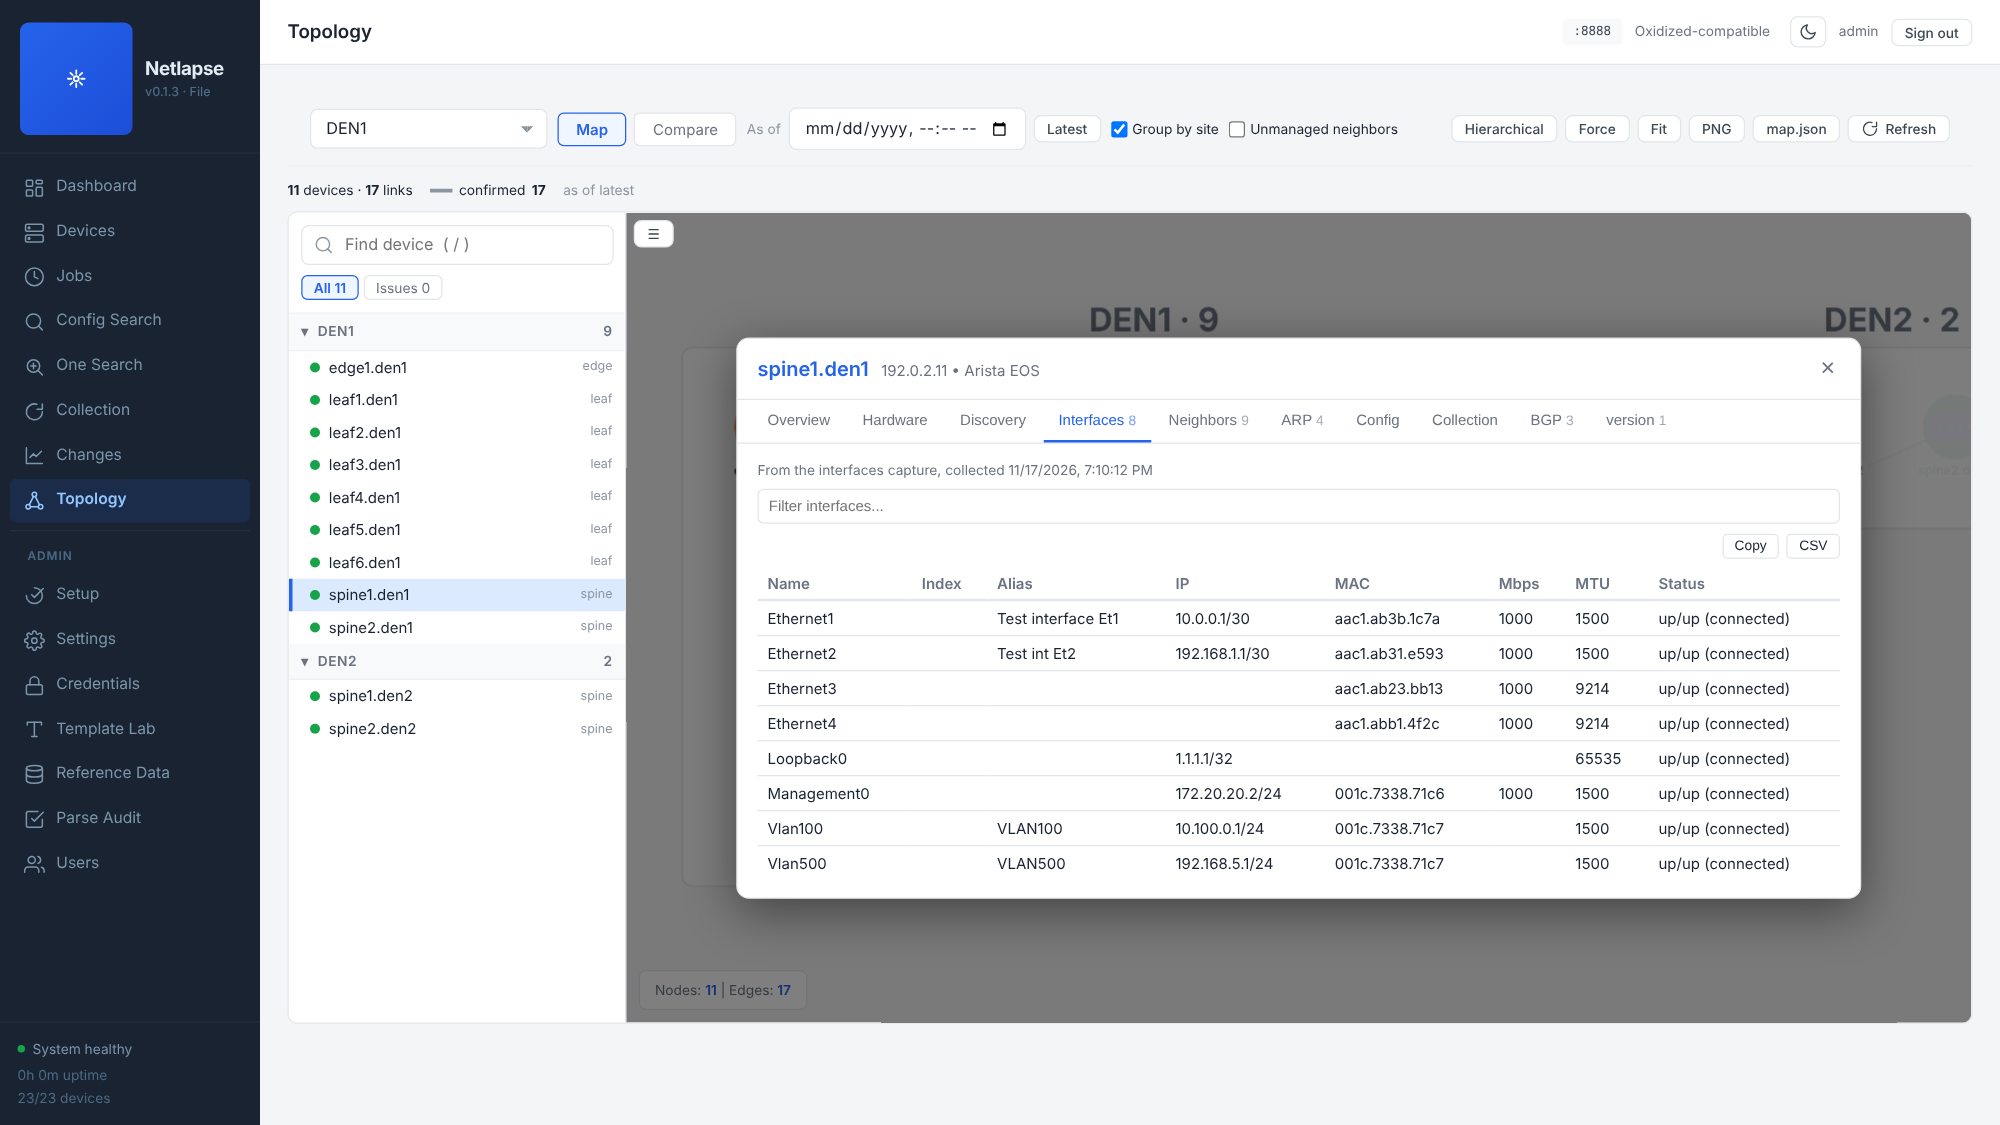 Netlapse
v0.1.3 · File
Dashboard
Devices
Jobs
Config Search
One Search
Collection
Changes
Topology
ADMIN
Setup
Settings
Credentials
Template Lab
Reference Data
Parse Audit
Users
System healthy
0h 0m uptime
23/23 devices
Topology
:8888 Oxidized-compatible admin Sign out
DEN1 Map Compare As of mm/dd/yyyy, --:-- -- Latest Group by site Unmanaged neighbors Hierarchical Force Fit PNG map.json Refresh
11 devices · 17 links confirmed 17 as of latest
Find device ( / )
All 11 Issues 0
DEN1 9
edge1.den1 edge
leaf1.den1 leaf
leaf2.den1 leaf
leaf3.den1 leaf
leaf4.den1 leaf
leaf5.den1 leaf
leaf6.den1 leaf
spine1.den1 spine
spine2.den1 spine
DEN2 2
spine1.den2 spine
spine2.den2 spine
DEN1 · 9 DEN2 · 2
spine1.den1 192.0.2.11 • Arista EOS
Overview Hardware Discovery Interfaces 8 Neighbors 9 ARP 4 Config Collection BGP 3 version 1
From the interfaces capture, collected 11/17/2026, 7:10:12 PM
Filter interfaces...
Copy CSV
Name Index Alias IP MAC Mbps MTU Status
Ethernet1 Test interface Et1 10.0.0.1/30 aac1.ab3b.1c7a 1000 1500 up/up (connected)
Ethernet2 Test int Et2 192.168.1.1/30 aac1.ab31.e593 1000 1500 up/up (connected)
Ethernet3 aac1.ab23.bb13 1000 9214 up/up (connected)
Ethernet4 aac1.abb1.4f2c 1000 9214 up/up (connected)
Loopback0 1.1.1.1/32 65535 up/up (connected)
Management0 172.20.20.2/24 001c.7338.71c6 1000 1500 up/up (connected)
Vlan100 VLAN100 10.100.0.1/24 001c.7338.71c7 1500 up/up (connected)
Vlan500 VLAN500 192.168.5.1/24 001c.7338.71c7 1500 up/up (connected)
Nodes: 11 | Edges: 17